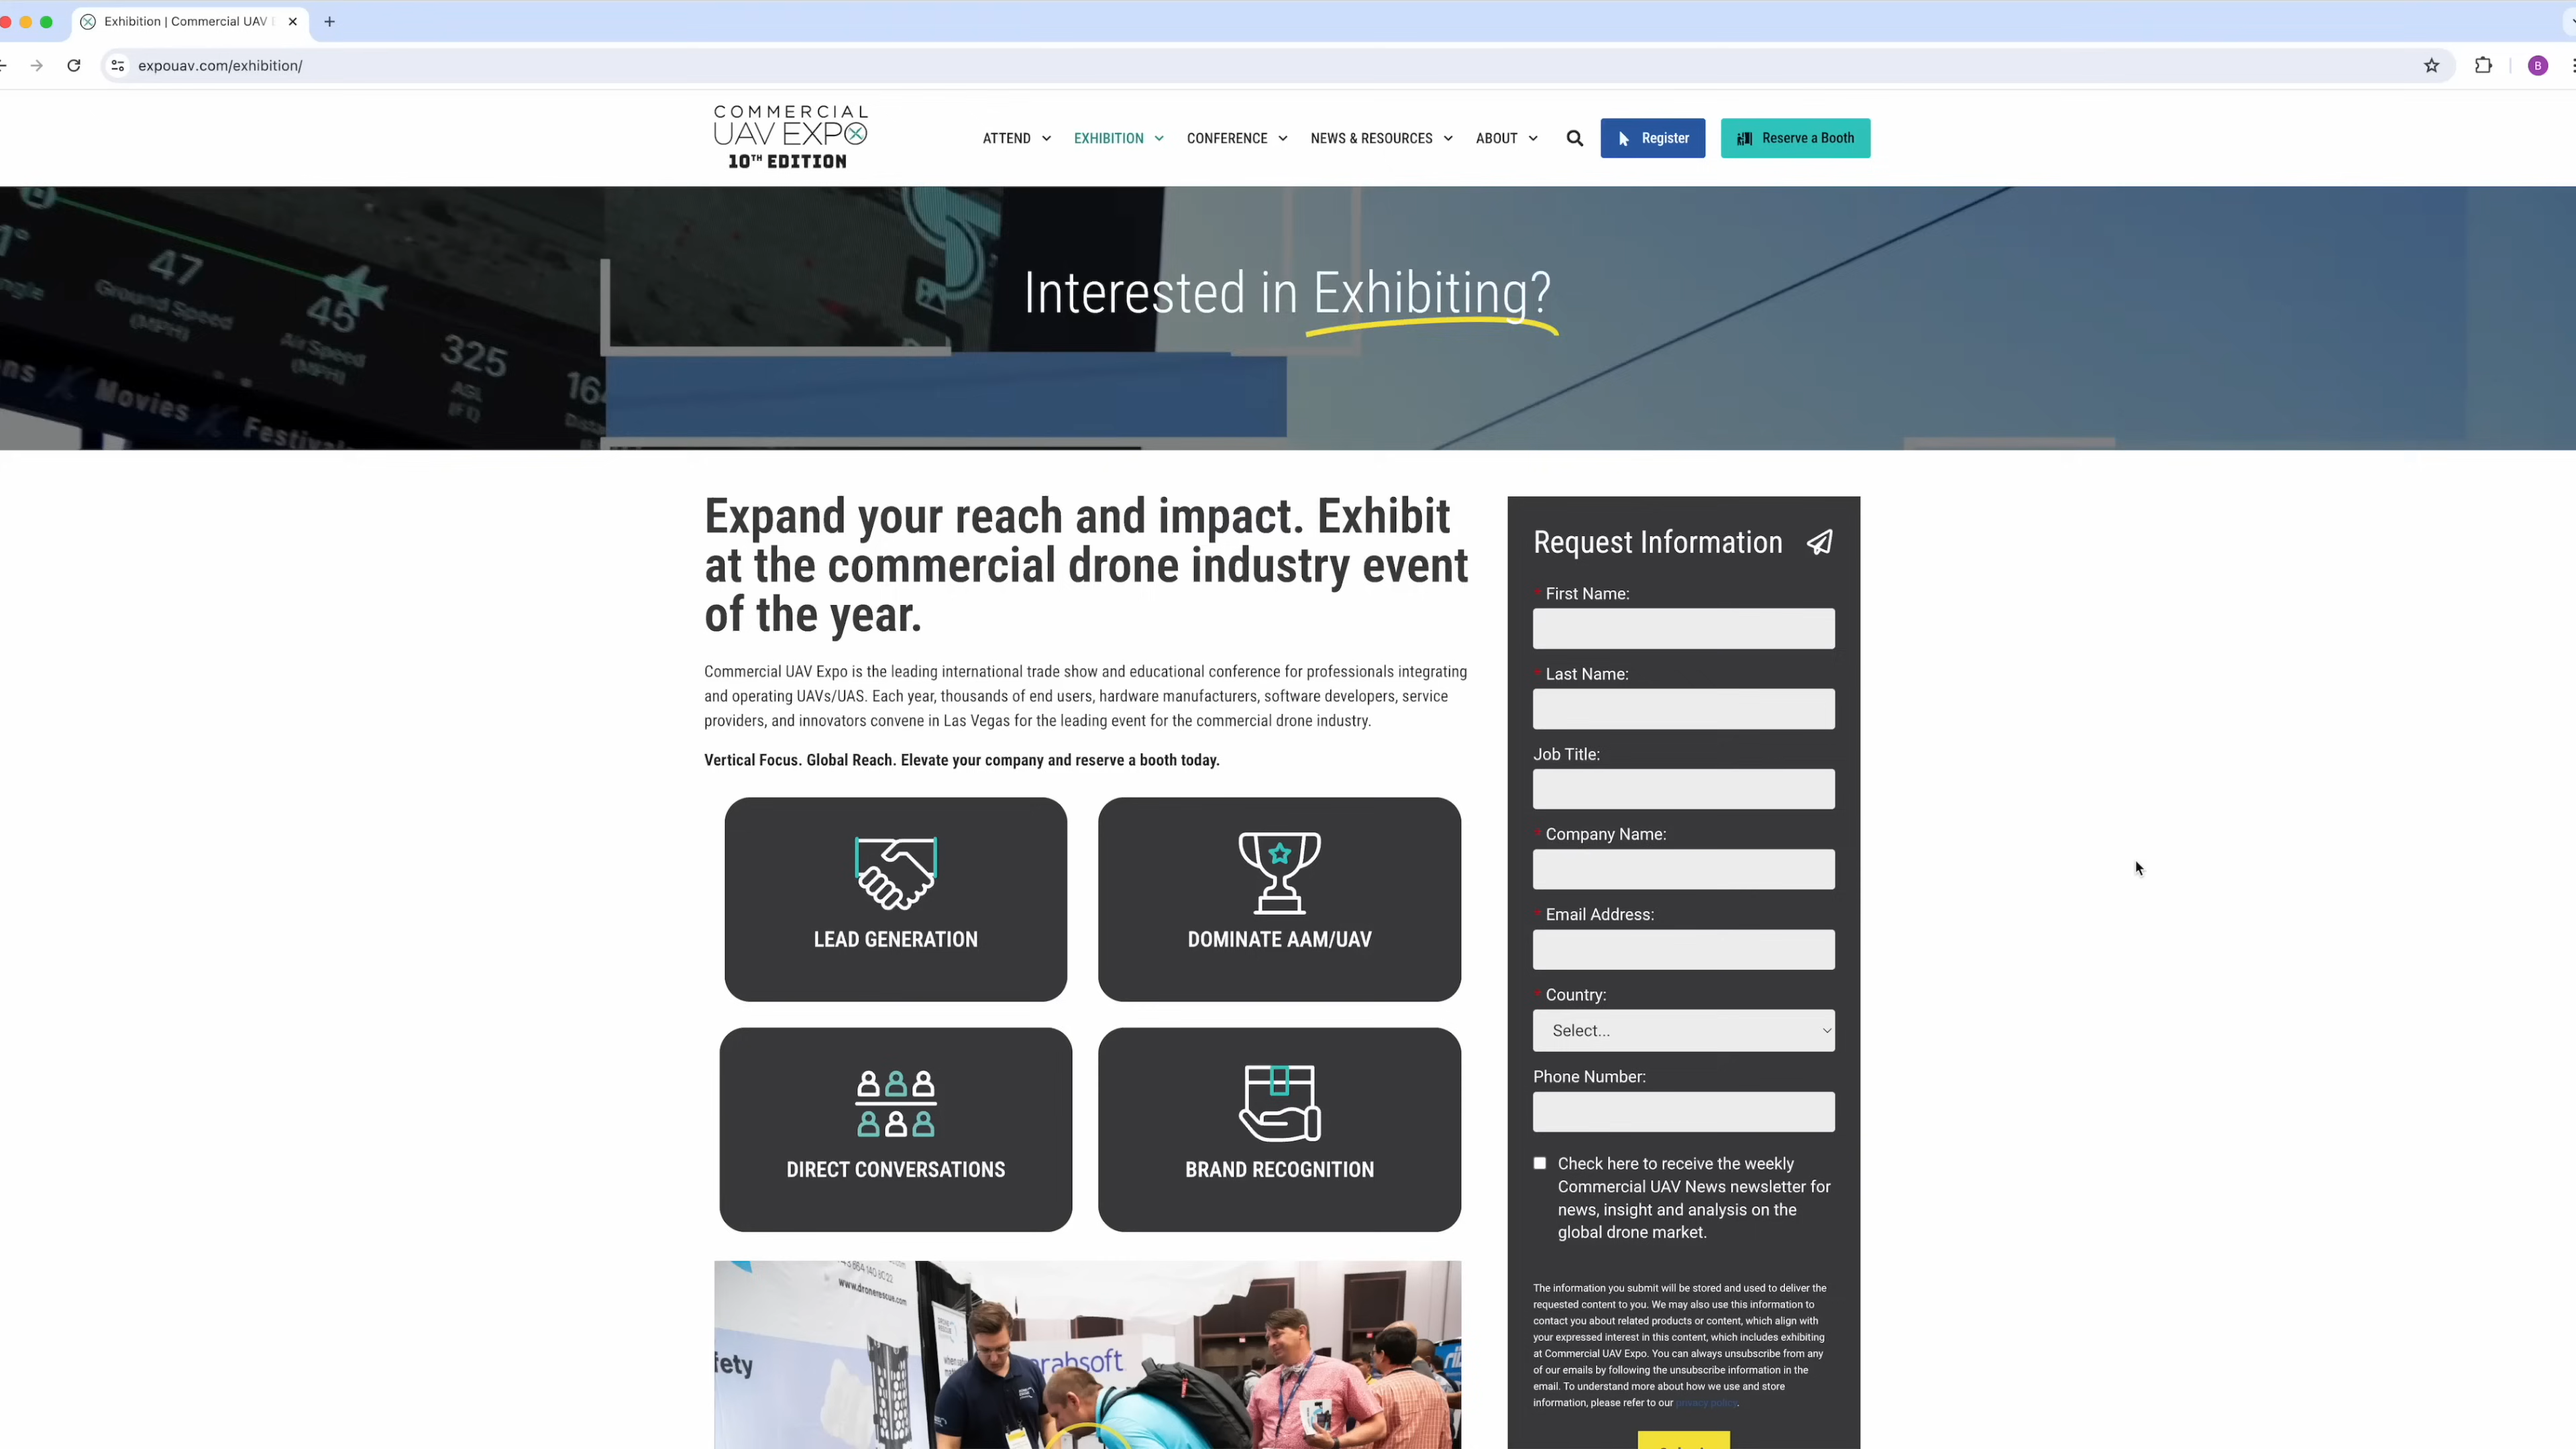 Exhibition | Commercial UAV E
expouav.com/exhibition/
B
COMMERCIAL
UAV EXPO
10TH EDITION
ATTEND
EXHIBITION
CONFERENCE
NEWS & RESOURCES
ABOUT
Register
Reserve a Booth
47
Ground Speed
(MPH)
45
Air Speed
(MPH)
325
AGL
(FT)
Movies
Interested in Exhibiting?
Expand your reach and impact. Exhibit
at the commercial drone industry event
of the year.
Commercial UAV Expo is the leading international trade show and educational conference for professionals integrating
and operating UAVs/UAS. Each year, thousands of end users, hardware manufacturers, software developers, service
providers, and innovators convene in Las Vegas for the leading event for the commercial drone industry.
Vertical Focus. Global Reach. Elevate your company and reserve a booth today.
LEAD GENERATION
DOMINATE AAM/UAV
DIRECT CONVERSATIONS
BRAND RECOGNITION
www.dronerescue.com
Request Information
* First Name:
* Last Name:
Job Title:
* Company Name:
* Email Address:
* Country:
Select...
Phone Number:
Check here to receive the weekly
Commercial UAV News newsletter for
news, insight and analysis on the
global drone market.
The information you submit will be stored and used to deliver the
requested content to you. We may also use this information to
contact you about related products or content, which align with
your expressed interest in this content, which includes exhibiting
at Commercial UAV Expo. You can always unsubscribe from any
of our emails by following the unsubscribe information in the
email. To understand more about how we use and store
information, please refer to our privacy policy.